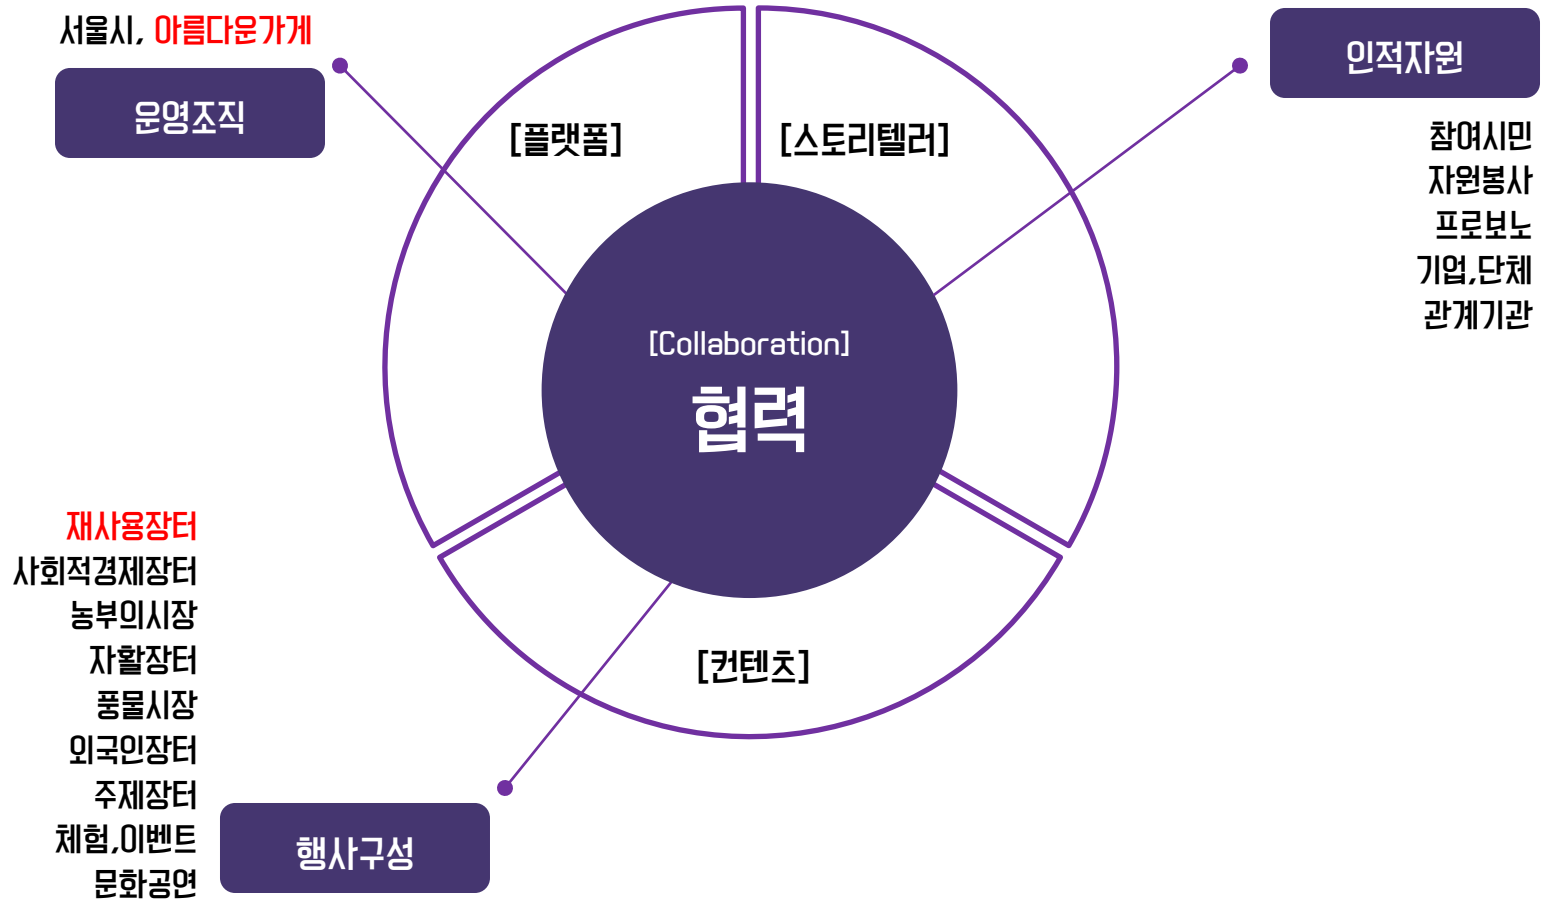 서울시, 아름다운가게
운영조직
[플랫폼]
[스토리텔러]
인적자원
참여시민
자원봉사
프로보노
기업,단체
관계기관
[Collaboration]
협력
재사용장터
사회적경제장터
농부의시장
자활장터
풍물시장
외국인장터
주제장터
체험,이벤트
문화공연
[컨텐츠]
행사구성